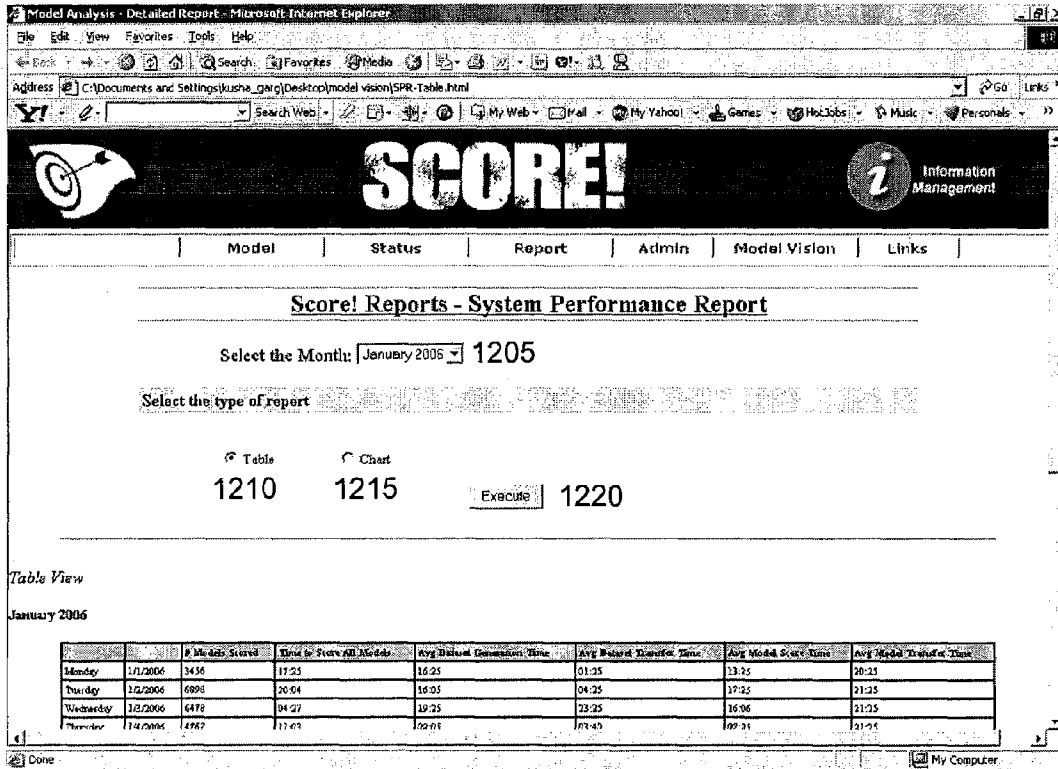 Model Analysis - Detailed Report - Microsoft Internet Explorer
File Edit View Favorites Tools Help
Back Search Favorites Media
Address C:\Documents and Settings\kusha_garg\Desktop\model vision\SPR-Table.html Go Links
Y! Search Web My Web Mail My Yahoo! Games HotJobs Music Personals
SCORE! i Information Management
Model Status Report Admin Model Vision Links
Score! Reports - System Performance Report
Select the Month: January 2006 1205
Select the type of report
Table Chart
1210 1215 Execute 1220
Table View
January 2006
# Models Scored Time to Score All Models Avg Dataset Generation Time Avg Dataset Transfer Time Avg Model Score Time Avg Model Transfer Time
Monday 1/1/2006 3456 17:25 16:25 01:25 13:25 20:25
Tuesday 1/2/2006 6898 20:04 16:05 04:25 17:25 21:25
Wednesday 1/3/2006 6478 04:27 19:25 23:25 16:06 21:25
Thursday 1/4/2006
Done My Computer